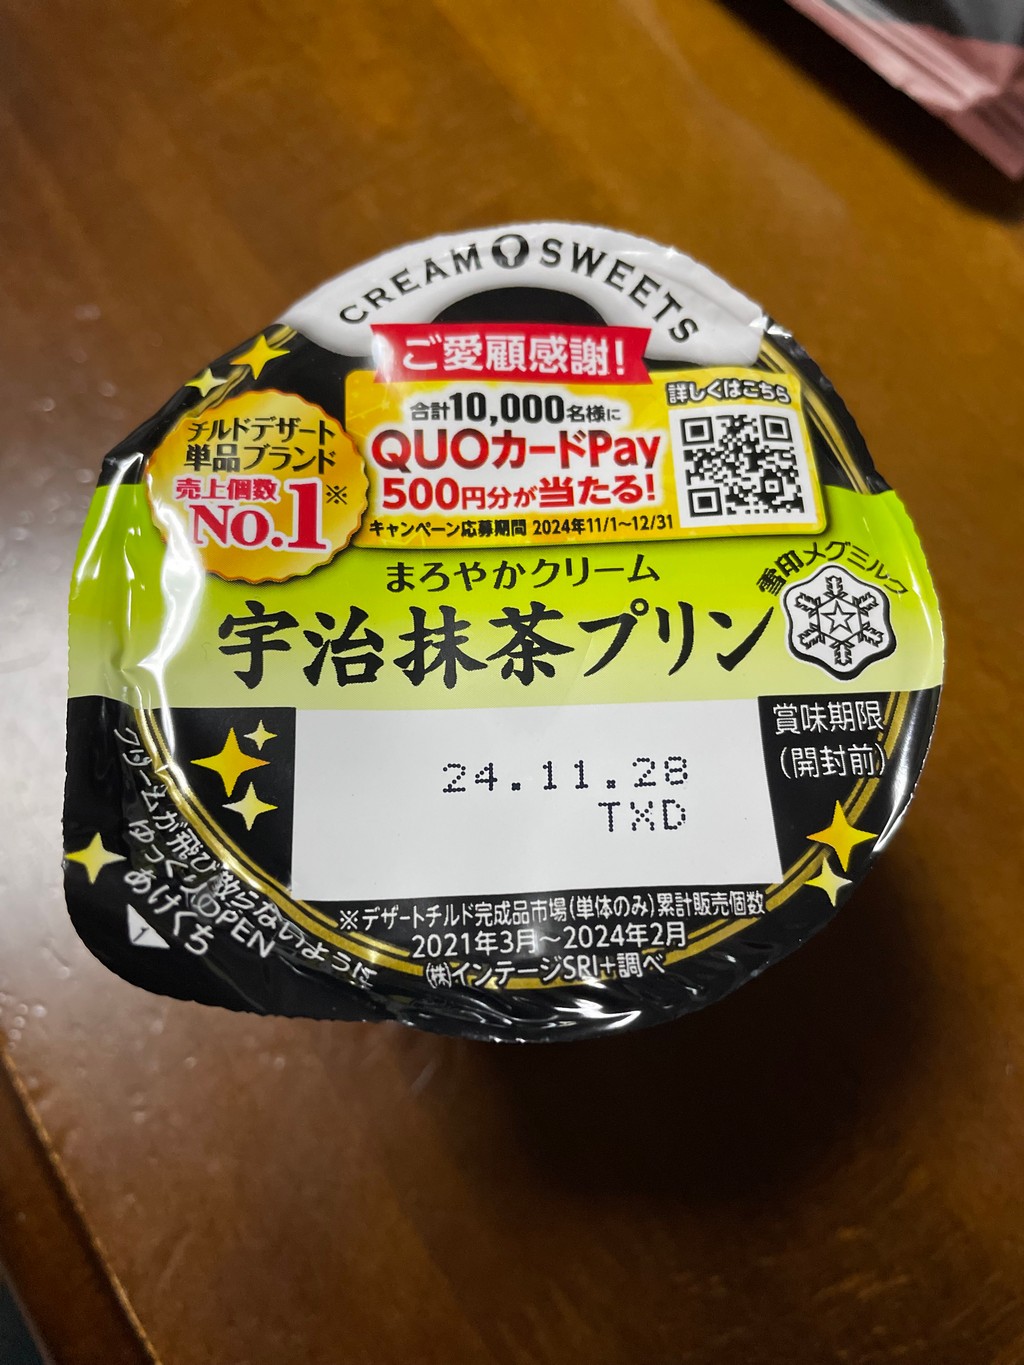 CREAM SWEETS
ご愛顧感謝!
合計10,000名様に
QUOカードPay
500円分が当たる!
キャンペーン応募期間 2024年11/1～12/31
詳しくはこちら
チルドデザート
単品ブランド
売上個数
No.1※
まろやかクリーム
宇治抹茶プリン
雪印メグミルク
賞味期限
(開封前)
24.11.28
TXD
クリームが飛び散らないように
ゆっくりOPEN
あけくち
※デザートチルド完成品市場(単体のみ)累計販売個数
2021年3月～2024年2月
㈱インテージSRI+調べ